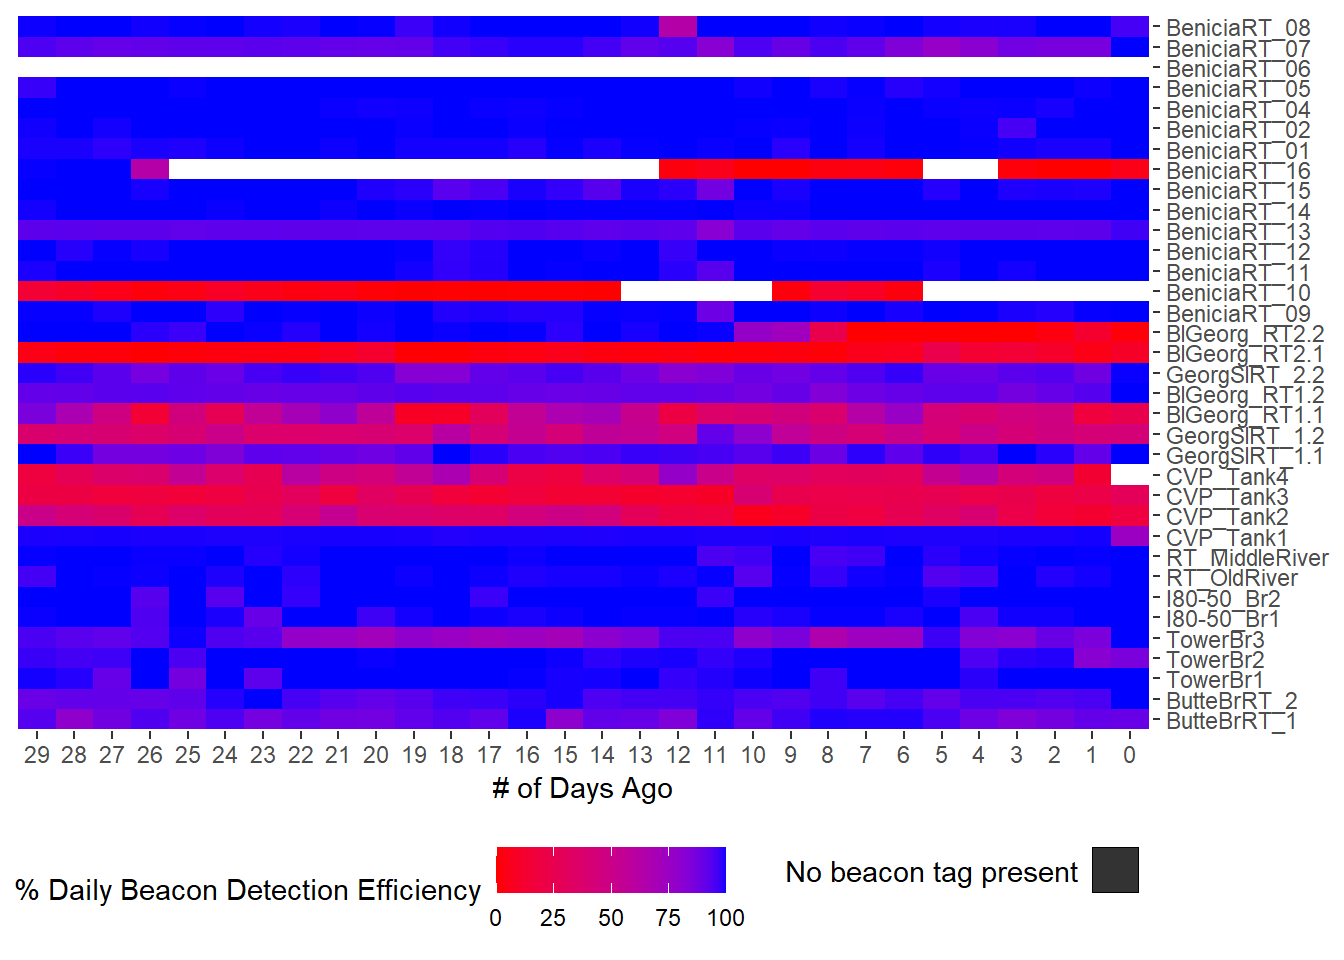 BeniciaRT_08
BeniciaRT_07
BeniciaRT_06
BeniciaRT_05
BeniciaRT_04
BeniciaRT_02
BeniciaRT_01
BeniciaRT_16
BeniciaRT_15
BeniciaRT_14
BeniciaRT_13
BeniciaRT_12
BeniciaRT_11
BeniciaRT_10
BeniciaRT_09
BlGeorg_RT2.2
BlGeorg_RT2.1
GeorgSlRT_2.2
BlGeorg_RT1.2
BlGeorg_RT1.1
GeorgSlRT_1.2
GeorgSlRT_1.1
CVP_Tank4
CVP_Tank3
CVP_Tank2
CVP_Tank1
RT_MiddleRiver
RT_OldRiver
I80-50_Br2
I80-50_Br1
TowerBr3
TowerBr2
TowerBr1
ButteBrRT_2
ButteBrRT_1
29 28 27 26 25 24 23 22 21 20 19 18 17 16 15 14 13 12 11 10 9 8 7 6 5 4 3 2 1 0
# of Days Ago
% Daily Beacon Detection Efficiency
0 25 50 75 100
No beacon tag present